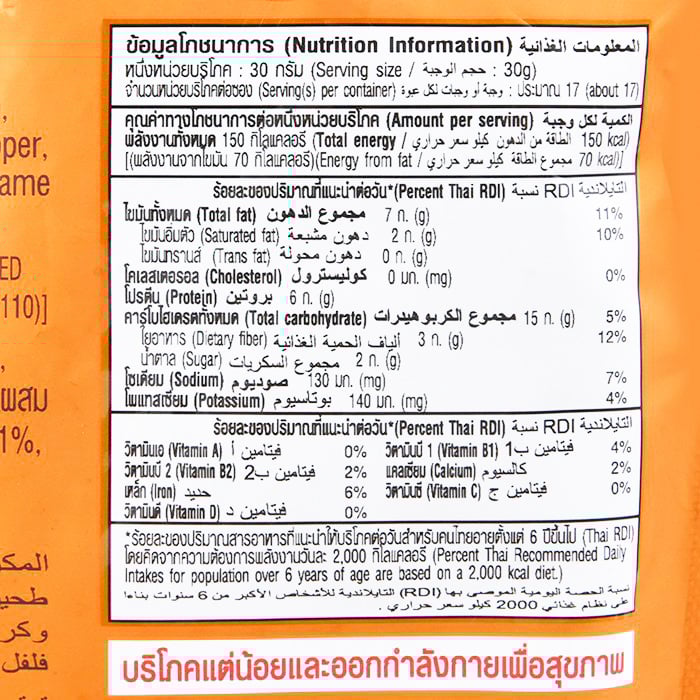 ข้อมูลโภชนาการ (Nutrition Information) المعلومات الغذائية
หนึ่งหน่วยบริโภค : 30 กรัม (Serving size / حجم الوجبة : 30g)
จำนวนหน่วยบริโภคต่อซอง (Serving(s) per container) وجبة أو وجبات لكل عبوة : ประมาณ 17 (about 17)
คุณค่าทางโภชนาการต่อหนึ่งหน่วยบริโภค (Amount per serving) الكمية لكل وجبة
พลังงานทั้งหมด 150 กิโลแคลอรี (Total energy / الطاقة من الدهون كيلو سعر حراري 150 kcal)
[(พลังงานจากไขมัน 70 กิโลแคลอรี)(Energy from fat / مجموع الطاقة كيلو سعر حراري 70 kcal)]
ร้อยละของปริมาณที่แนะนำต่อวัน*(Percent Thai RDI) نسبة RDI التايلاندية
ไขมันทั้งหมด (Total fat) مجموع الدهون 7 ก. (g) 11%
ไขมันอิ่มตัว (Saturated fat) دهون مشبعة 2 ก. (g) 10%
ไขมันทรานส์ (Trans fat) دهون محولة 0 ก. (g)
โคเลสเตอรอล (Cholesterol) كوليسترول 0 มก. (mg) 0%
โปรตีน (Protein) بروتين 6 ก. (g)
คาร์โบไฮเดรตทั้งหมด (Total carbohydrate) مجموع الكربوهيدرات 15 ก. (g) 5%
ใยอาหาร (Dietary fiber) ألياف الحمية الغذائية 3 ก. (g) 12%
น้ำตาล (Sugar) مجموع السكريات 2 ก. (g)
โซเดียม (Sodium) صوديوم 130 มก. (mg) 7%
โพแทสเซียม (Potassium) بوتاسيوم 140 มก. (mg) 4%
ร้อยละของปริมาณที่แนะนำต่อวัน*(Percent Thai RDI) نسبة RDI التايلاندية
วิตามินเอ (Vitamin A) فيتامين أ 0% วิตามินบี 1 (Vitamin B1) فيتامين ب1 4%
วิตามินบี 2 (Vitamin B2) فيتامين ب2 2% แคลเซียม (Calcium) كالسيوم 2%
เหล็ก (Iron) حديد 6% วิตามินซี (Vitamin C) فيتامين ج 0%
วิตามินดี (Vitamin D) فيتامين د 0%
*ร้อยละของปริมาณสารอาหารที่แนะนำให้บริโภคต่อวันสำหรับคนไทยอายุตั้งแต่ 6 ปีขึ้นไป (Thai RDI)
โดยคิดจากความต้องการพลังงานวันละ 2,000 กิโลแคลอรี (Percent Thai Recommended Daily
Intakes for population over 6 years of age are based on a 2,000 kcal diet.)
نسبة الحصة اليومية الموصى بها (RDI) التايلاندية للأشخاص الأكبر من 6 سنوات بناءا
على نظام غذائي 2000 كيلو سعر حراري .
บริโภคแต่น้อยและออกกำลังกายเพื่อสุขภาพ
pper,
ame
ED
110)]
ผสม
1%,
المكو
طحي
وكر
فلفل